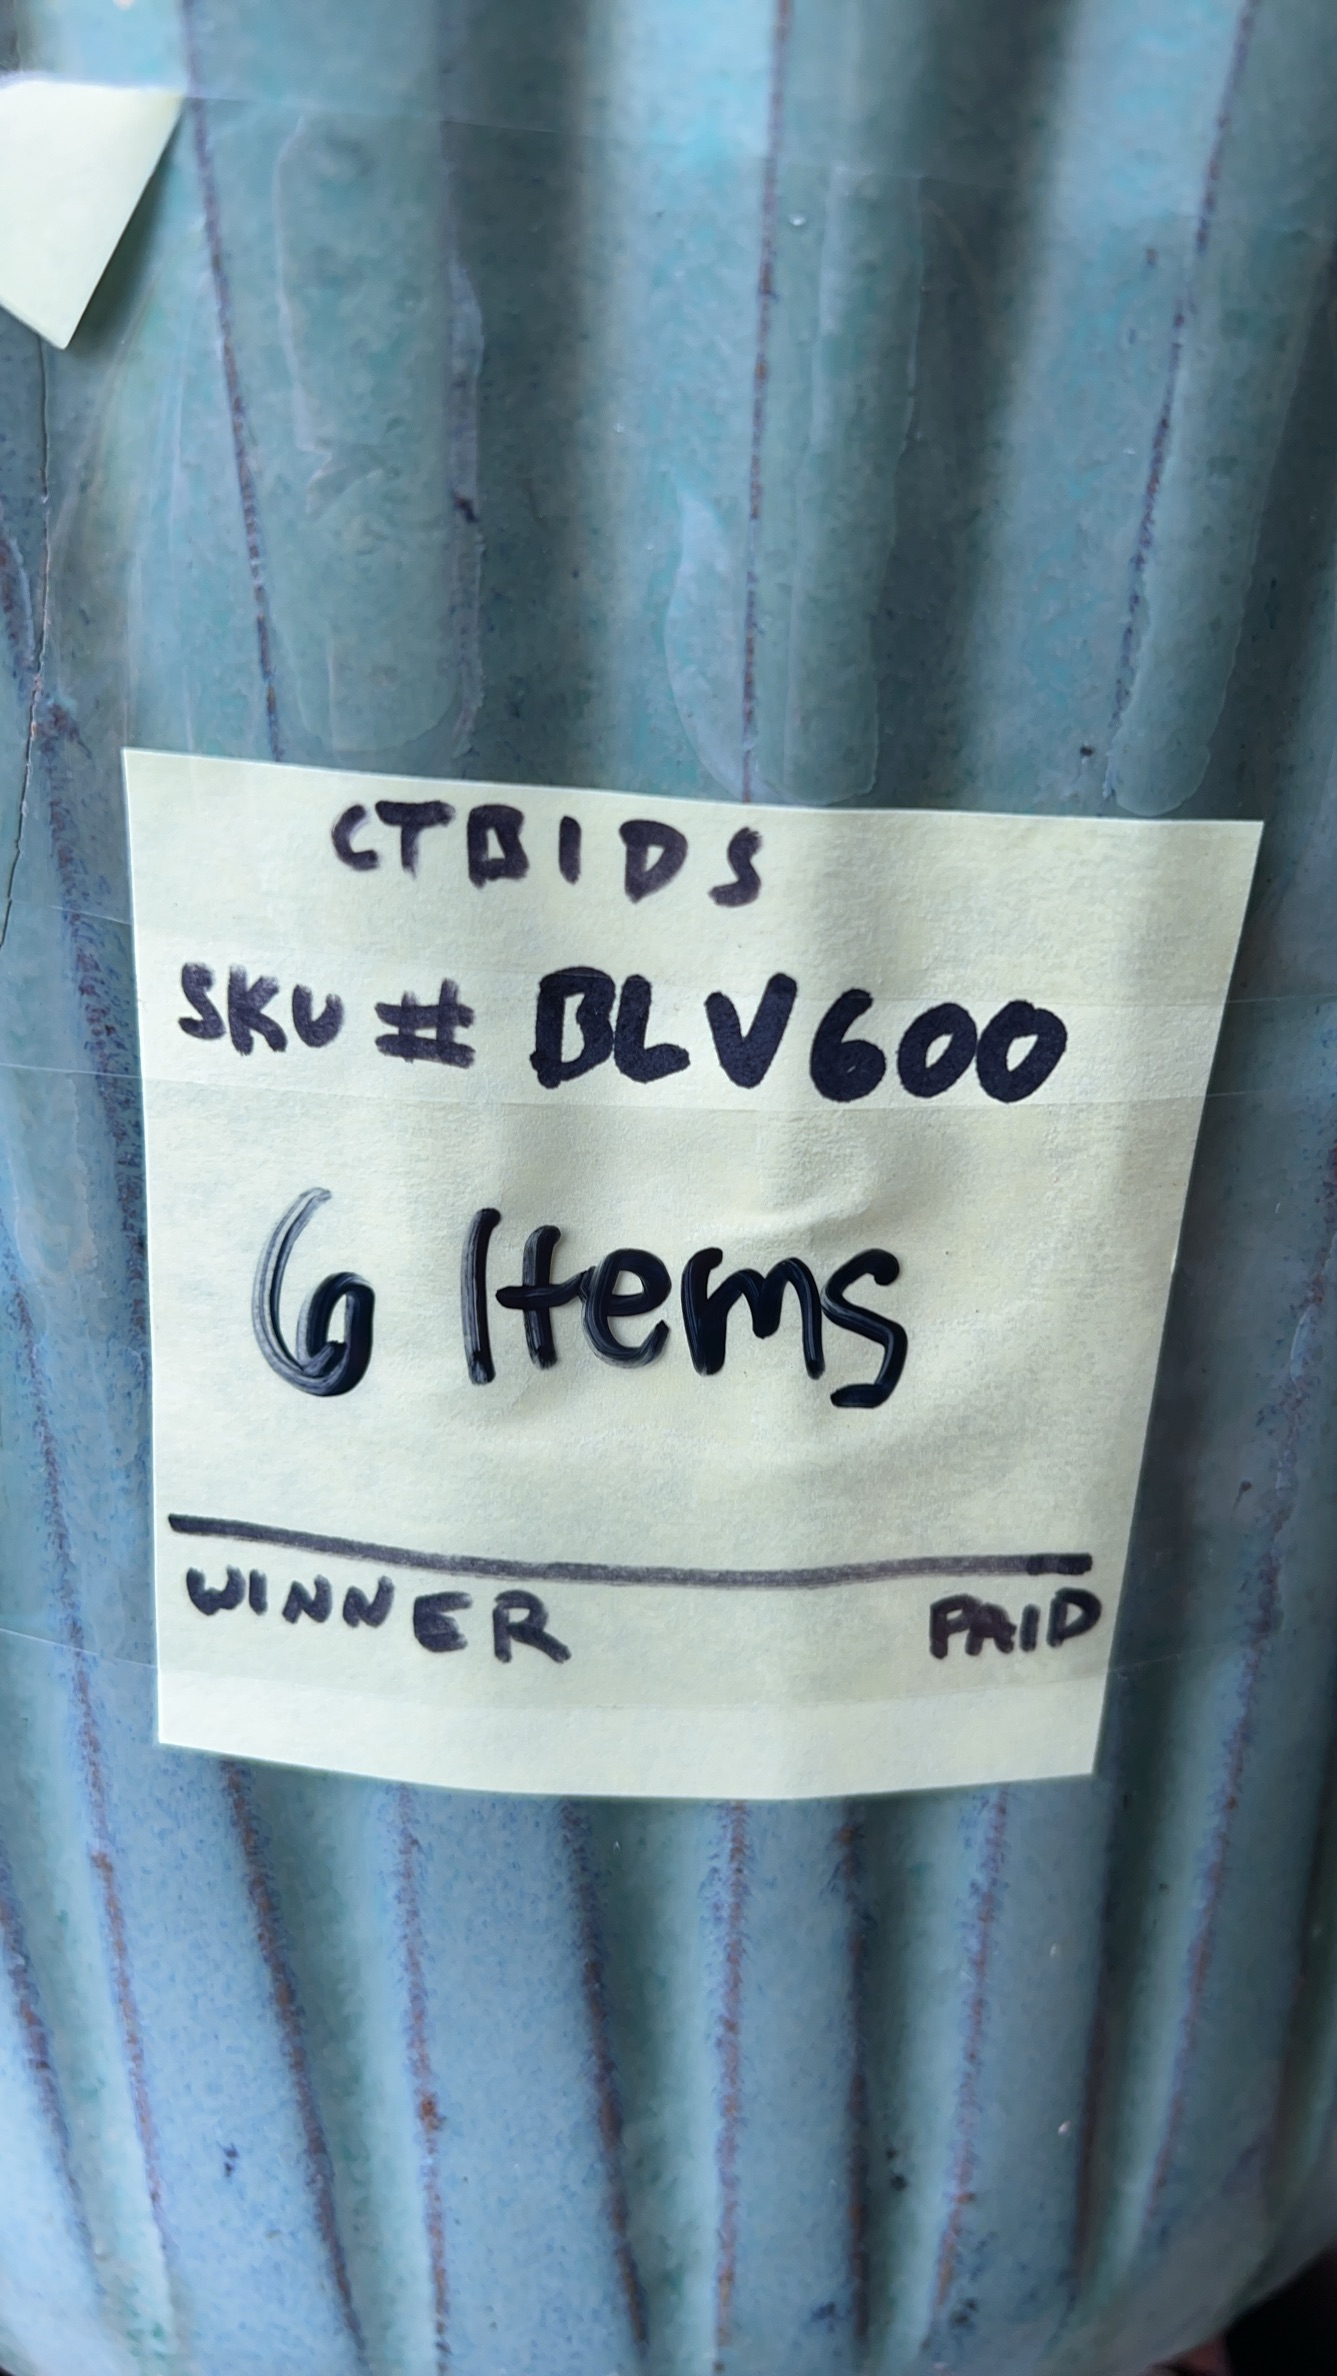 CTBIDS
SKU # BLV600
6 Items
WINNER PAID